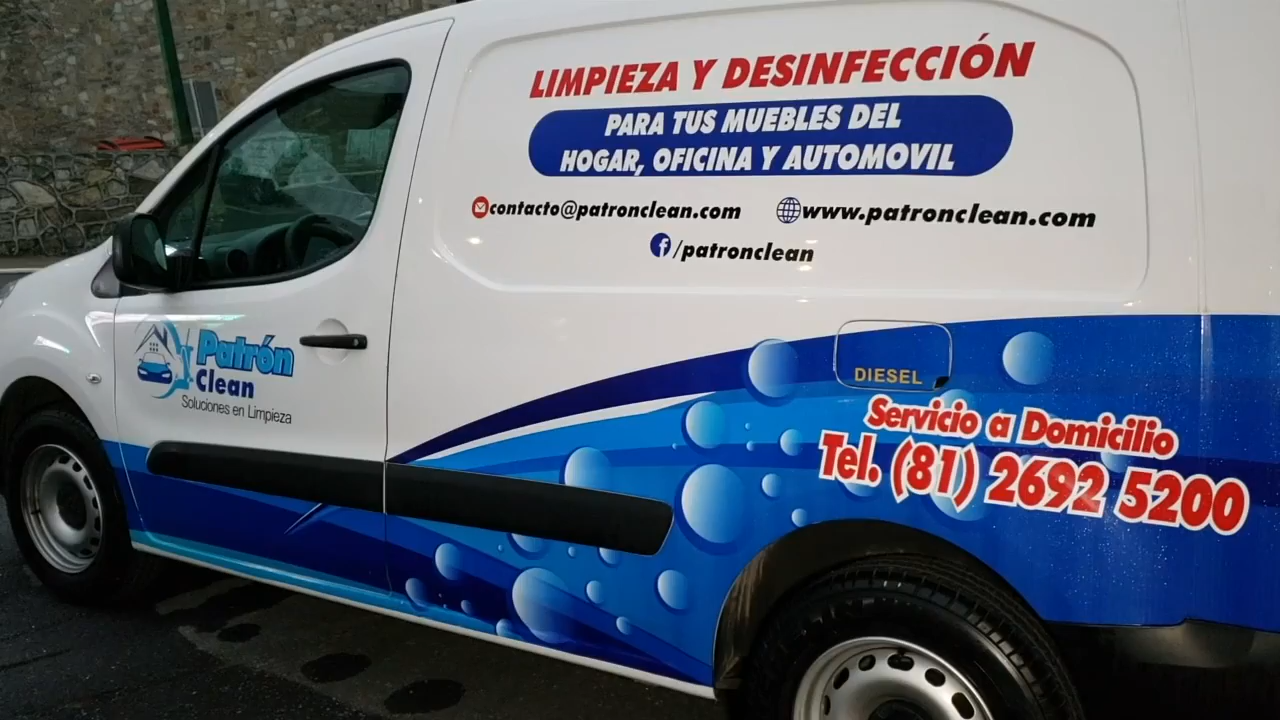 LIMPIEZA Y DESINFECCIÓN
PARA TUS MUEBLES DEL
HOGAR, OFICINA Y AUTOMOVIL
contacto@patronclean.com
www.patronclean.com
/patronclean
Patrón
Clean
Soluciones en Limpieza
DIESEL
Servicio a Domicilio
Tel. (81) 2692 5200